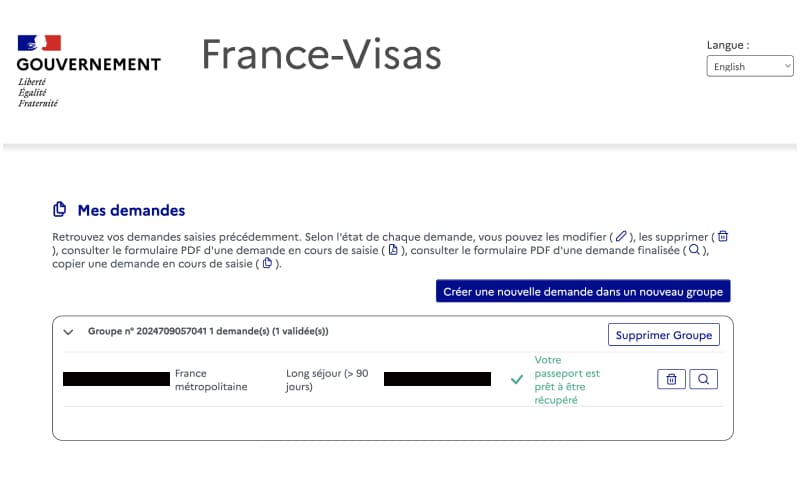 GOUVERNEMENT
Liberté
Égalité
Fraternité
France-Visas
Langue :
English
Mes demandes
Retrouvez vos demandes saisies précédemment. Selon l'état de chaque demande, vous pouvez les modifier ( ), les supprimer (
), consulter le formulaire PDF d'une demande en cours de saisie ( ), consulter le formulaire PDF d'une demande finalisée ( ),
copier une demande en cours de saisie ( ).
Créer une nouvelle demande dans un nouveau groupe
Groupe n° 2024709057041 1 demande(s) (1 validée(s))
Supprimer Groupe
France
métropolitaine
Long séjour (> 90
jours)
Votre
passeport est
prêt à être
récupéré